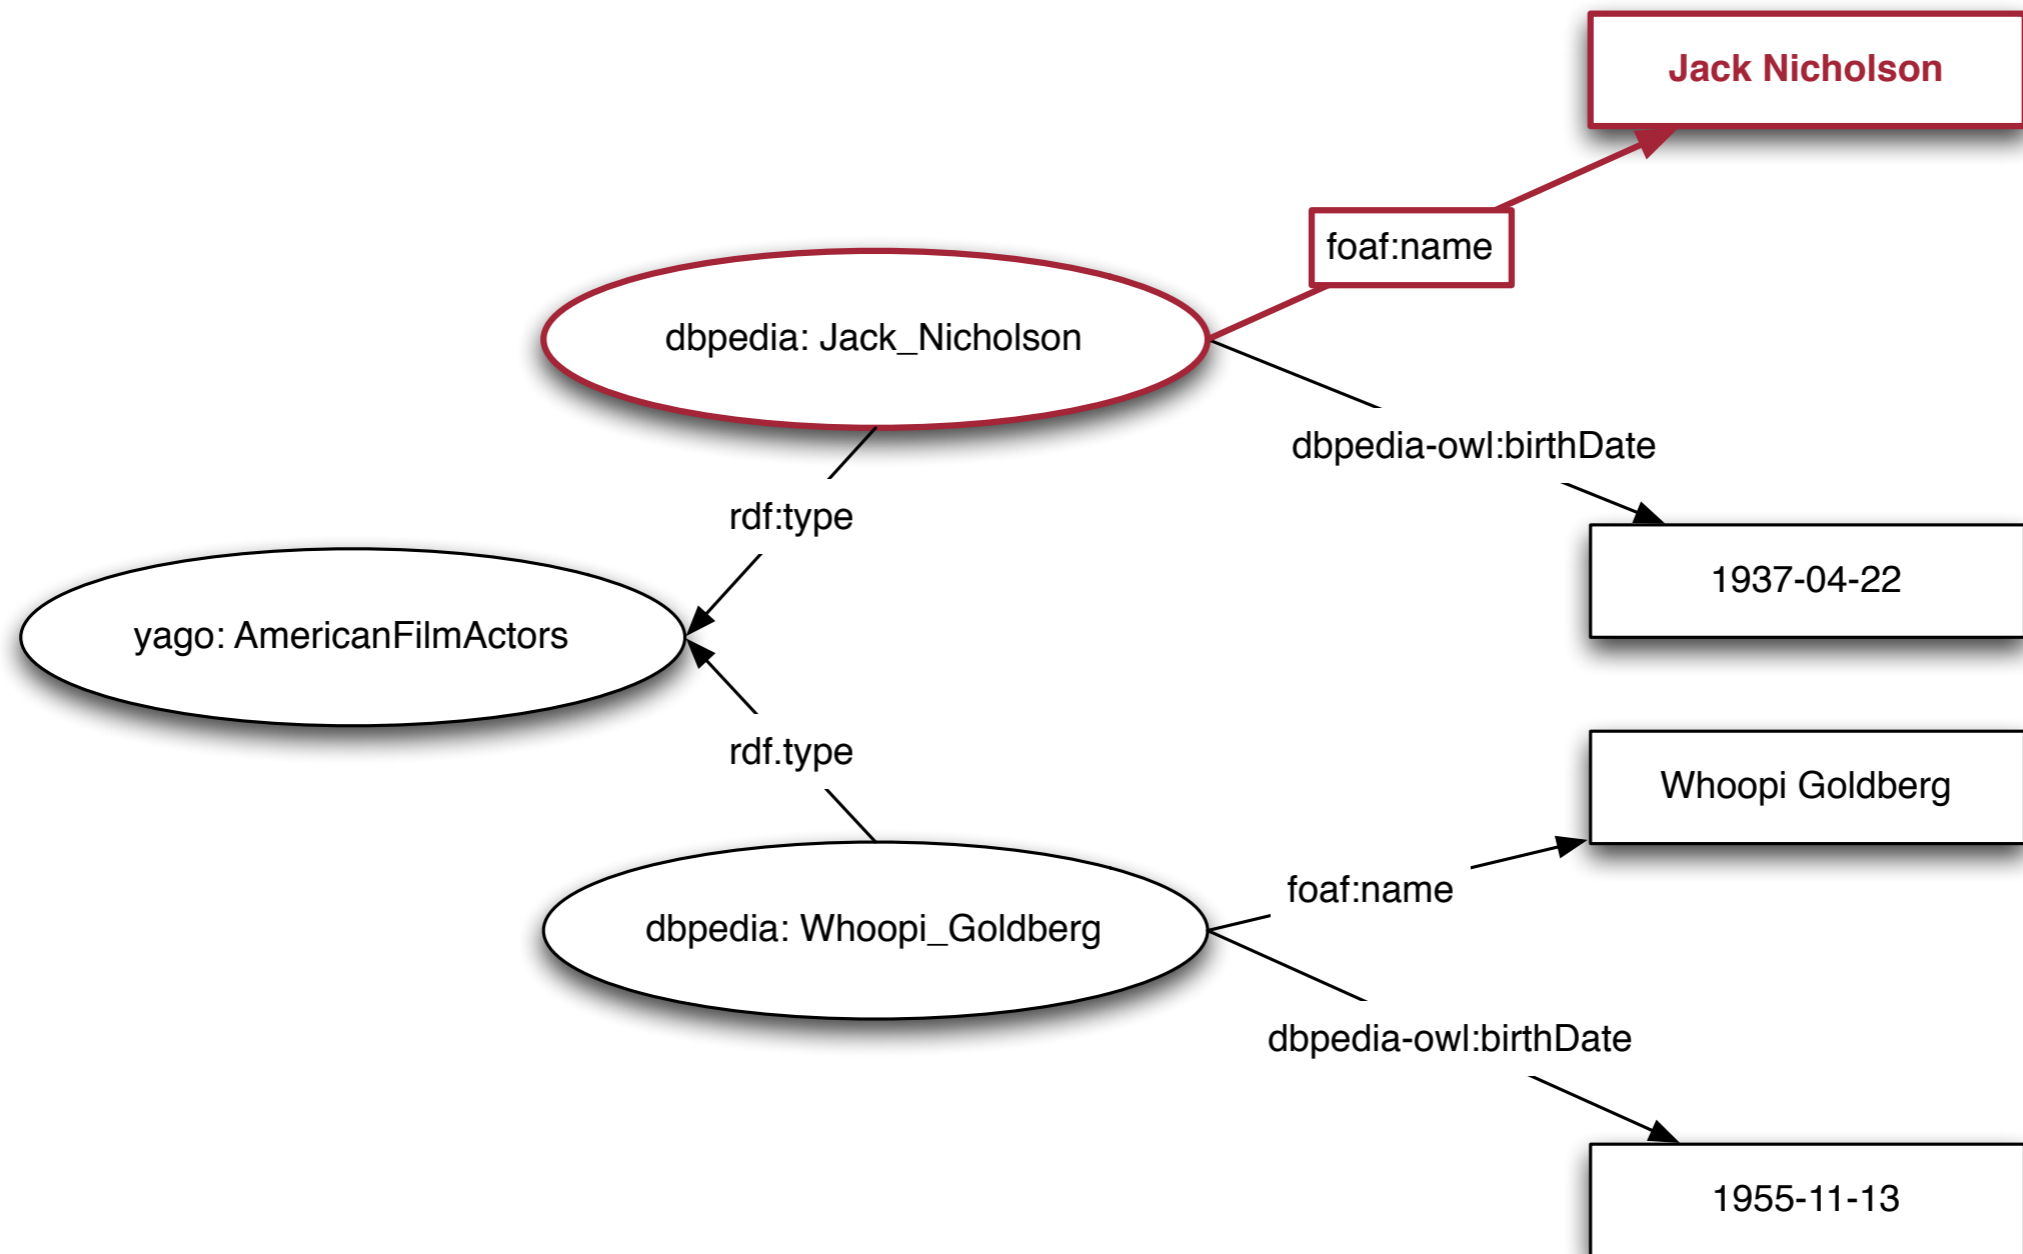 Jack Nicholson
foaf:name
dbpedia: Jack_Nicholson
dbpedia-owl:birthDate
rdf:type
1937-04-22
yago: AmericanFilmActors
rdf.type
Whoopi Goldberg
foaf:name
dbpedia: Whoopi_Goldberg
dbpedia-owl:birthDate
1955-11-13